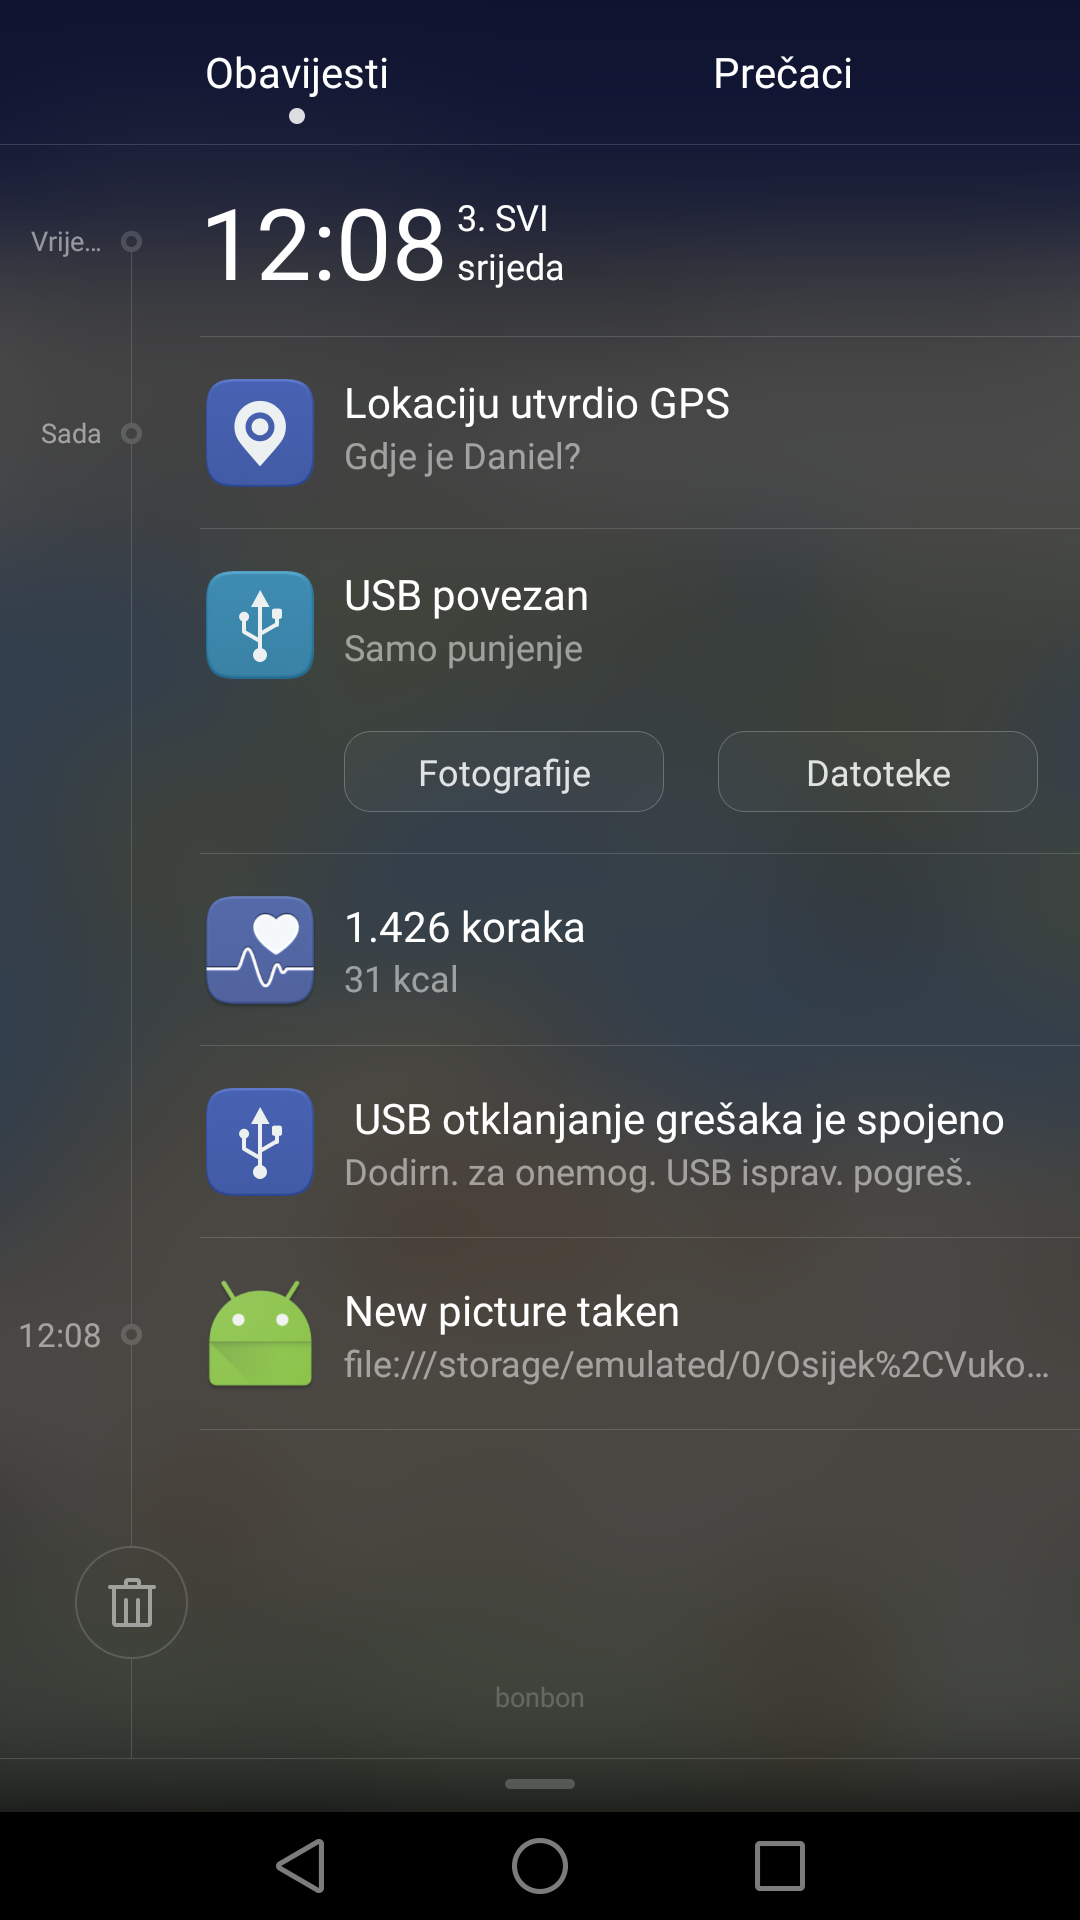 Obavijesti
Prečaci
Vrije...
12:08
3. SVI
srijeda
Sada
Lokaciju utvrdio GPS
Gdje je Daniel?
USB povezan
Samo punjenje
Fotografije
Datoteke
1.426 koraka
31 kcal
USB otklanjanje grešaka je spojeno
Dodirn. za onemog. USB isprav. pogreš.
12:08
New picture taken
file:///storage/emulated/0/Osijek%2CVuko...
bonbon